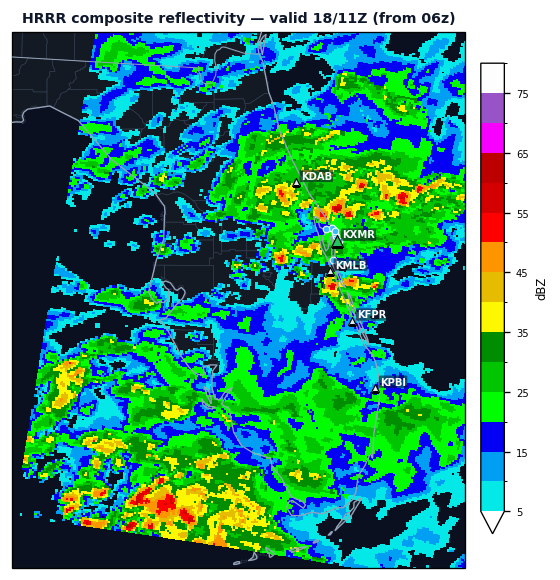 HRRR composite reflectivity — valid 18/11Z (from 06z)
KDAB
KXMR
KMLB
KFPR
KPBI
75
65
55
45
35
25
15
5
dBZ